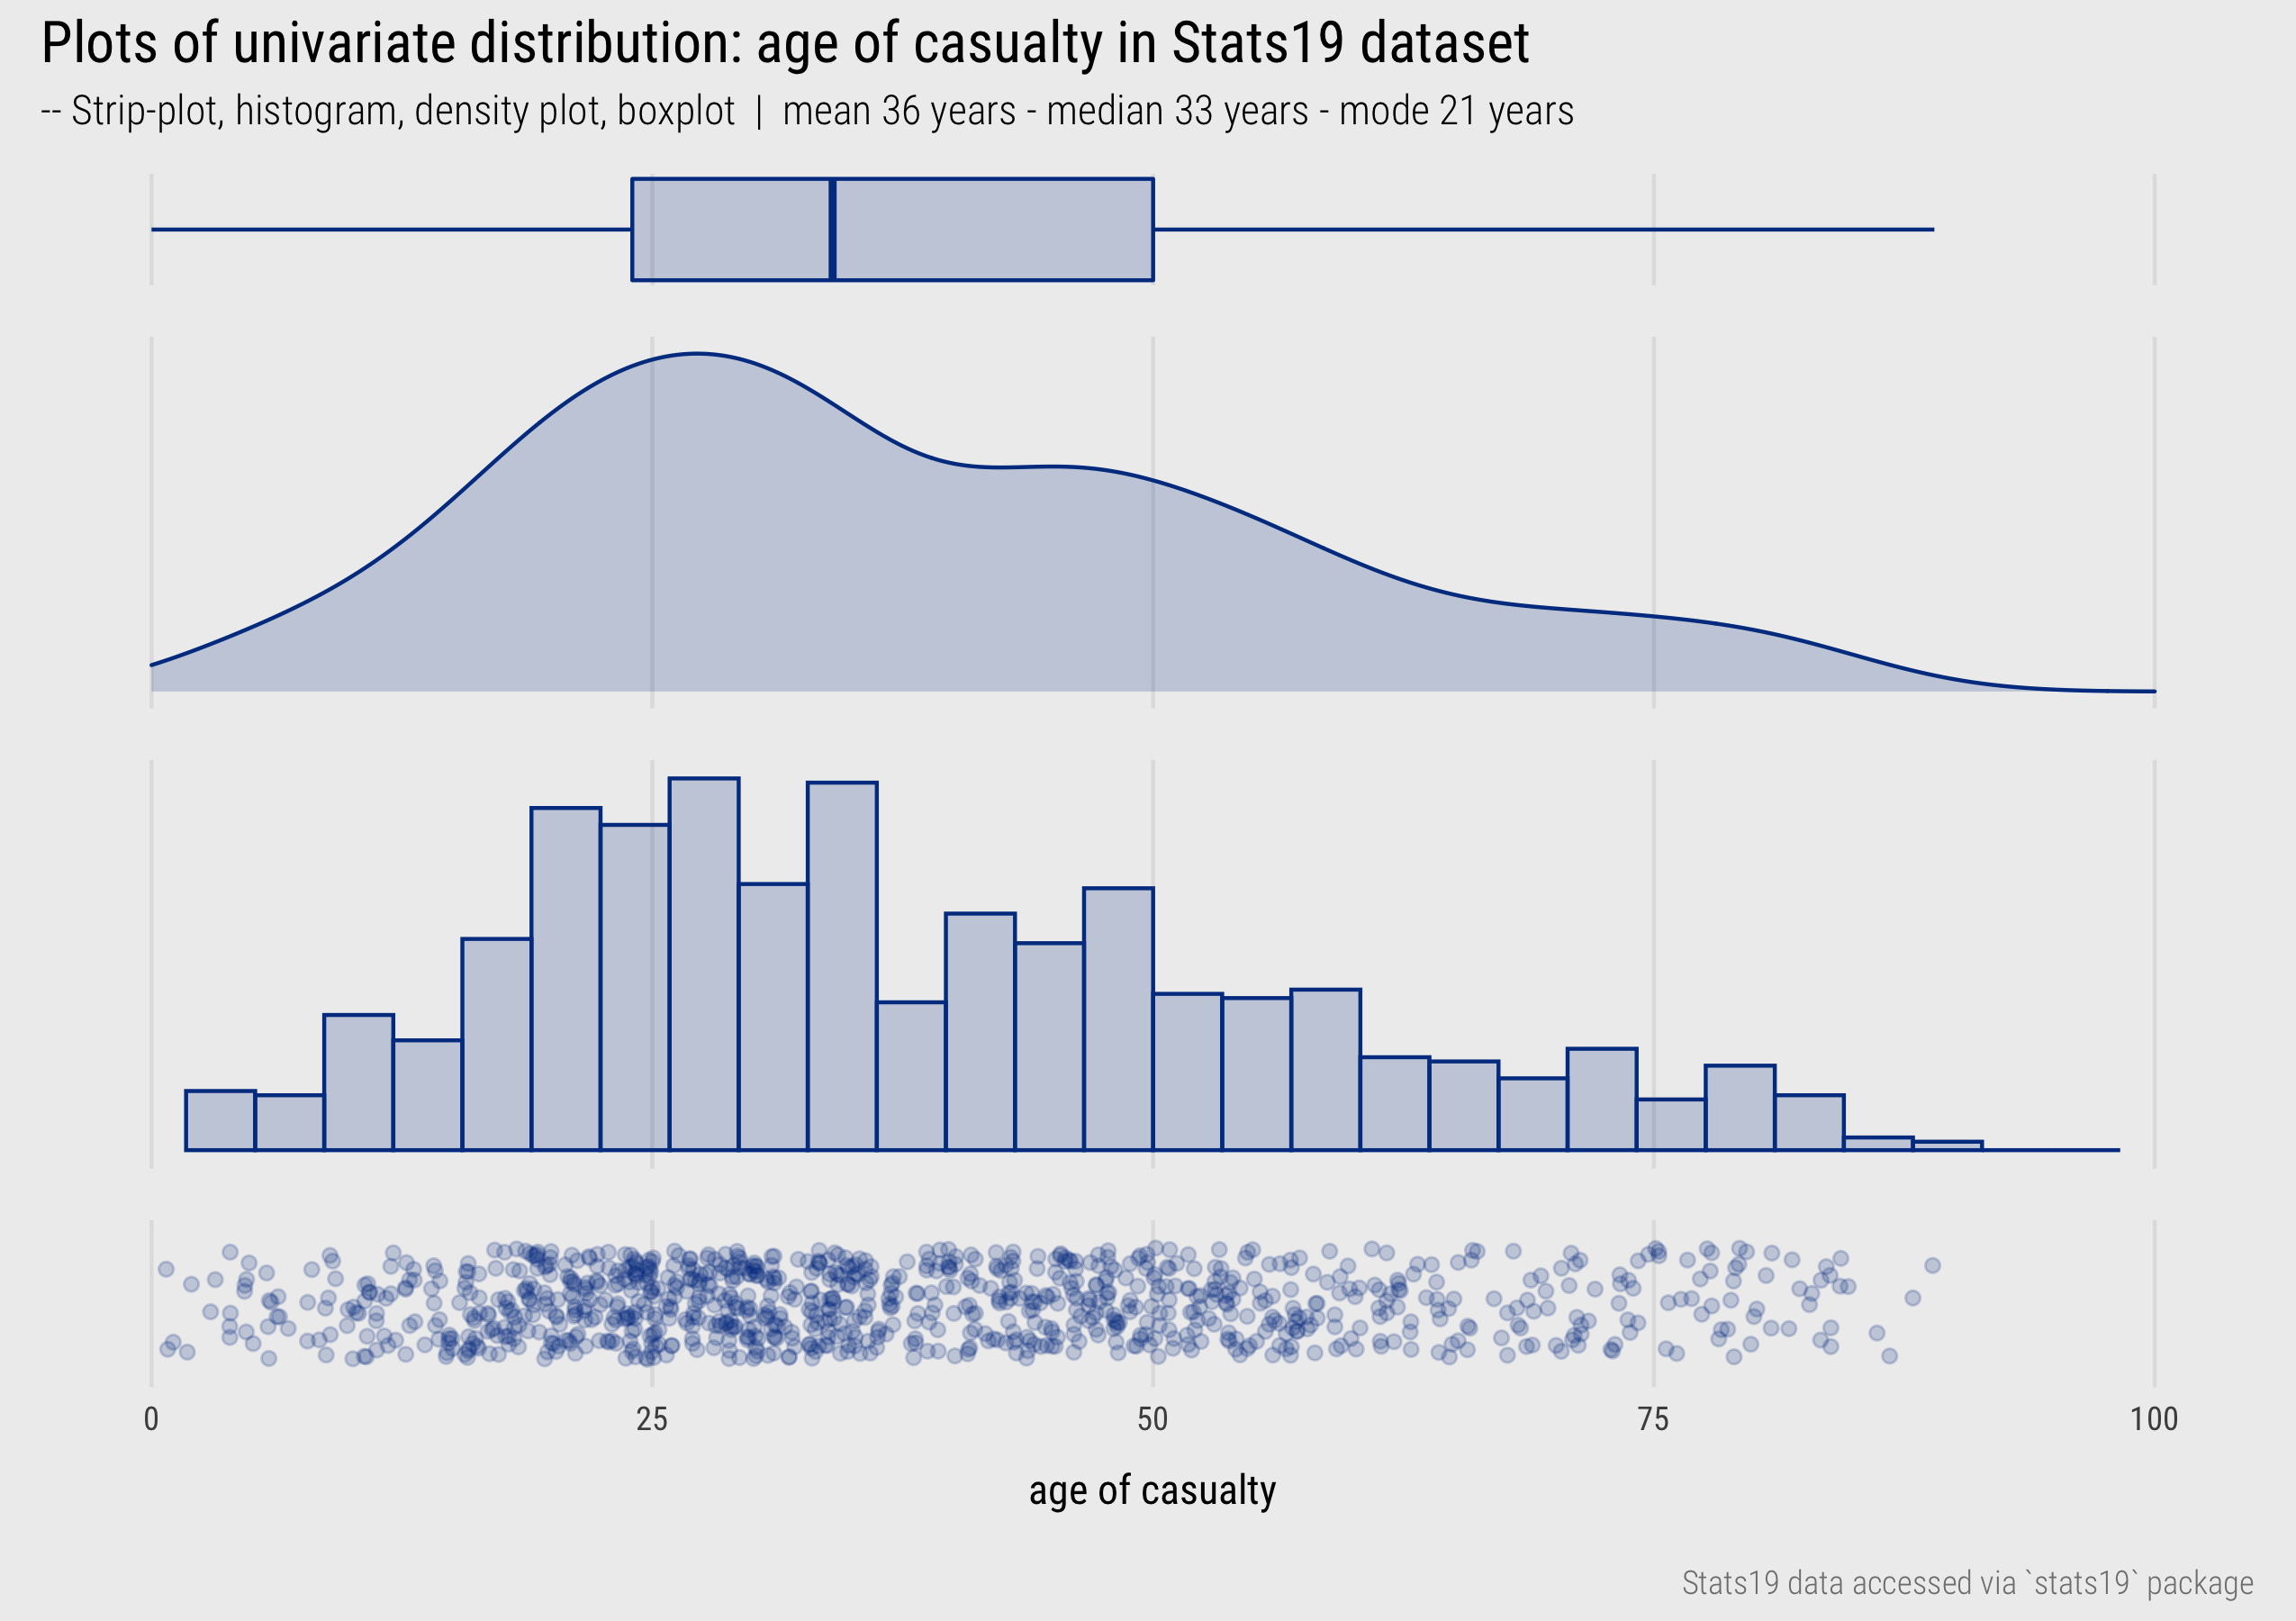 Plots of univariate distribution: age of casualty in Stats19 dataset
-- Strip-plot, histogram, density plot, boxplot | mean 36 years - median 33 years - mode 21 years
0 25 50 75 100
age of casualty
Stats19 data accessed via `stats19` package